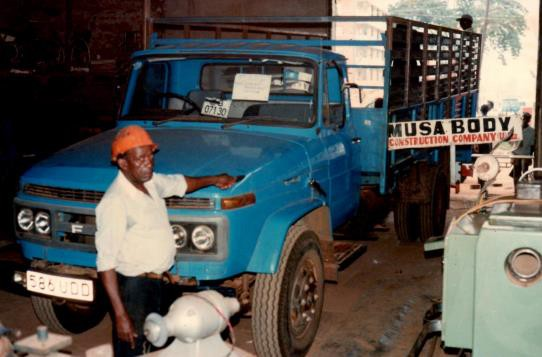 07130
MUSA BODY
CONSTRUCTION COMPANY
586 UDD